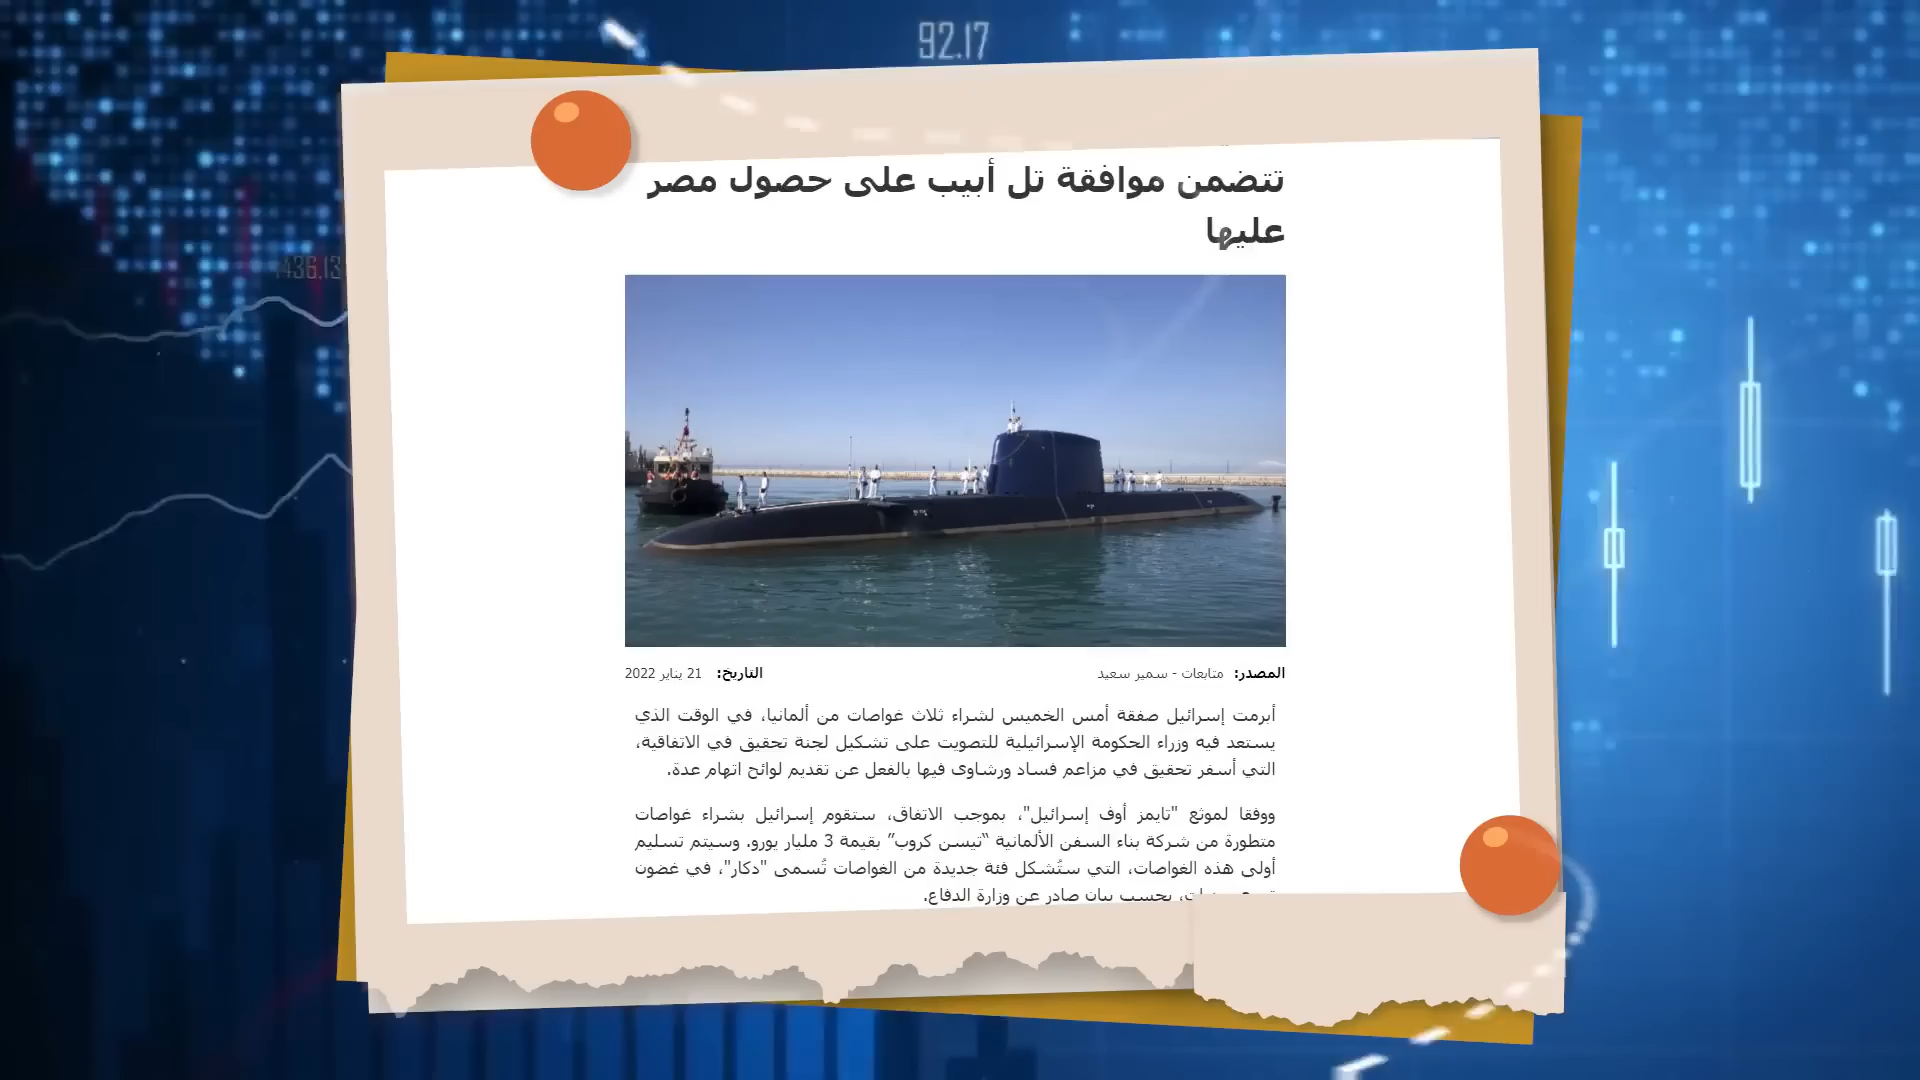 92.17
تتضمن موافقة تل أبيب على حصول مصر
عليها
1436.13
المصدر: متابعات - سمير سعيد
التاريخ: 21 يناير 2022
أبرمت إسرائيل صفقة أمس الخميس لشراء ثلاث غواصات من ألمانيا، في الوقت الذي
يستعد فيه وزراء الحكومة الإسرائيلية للتصويت على تشكيل لجنة تحقيق في الاتفاقية،
التي أسفر تحقيق في مزاعم فساد ورشاوى فيها بالفعل عن تقديم لوائح اتهام عدة.
ووفقا لموثع "تايمز أوف إسرائيل"، بموجب الاتفاق، ستقوم إسرائيل بشراء غواصات
متطورة من شركة بناء السفن الألمانية “تيسن كروب” بقيمة 3 مليار يورو. وسيتم تسليم
أولى هذه الغواصات، التي ستُشكل فئة جديدة من الغواصات تُسمى "دكار"، في غضون
بحسب بيان صادر عن وزارة الدفاع.